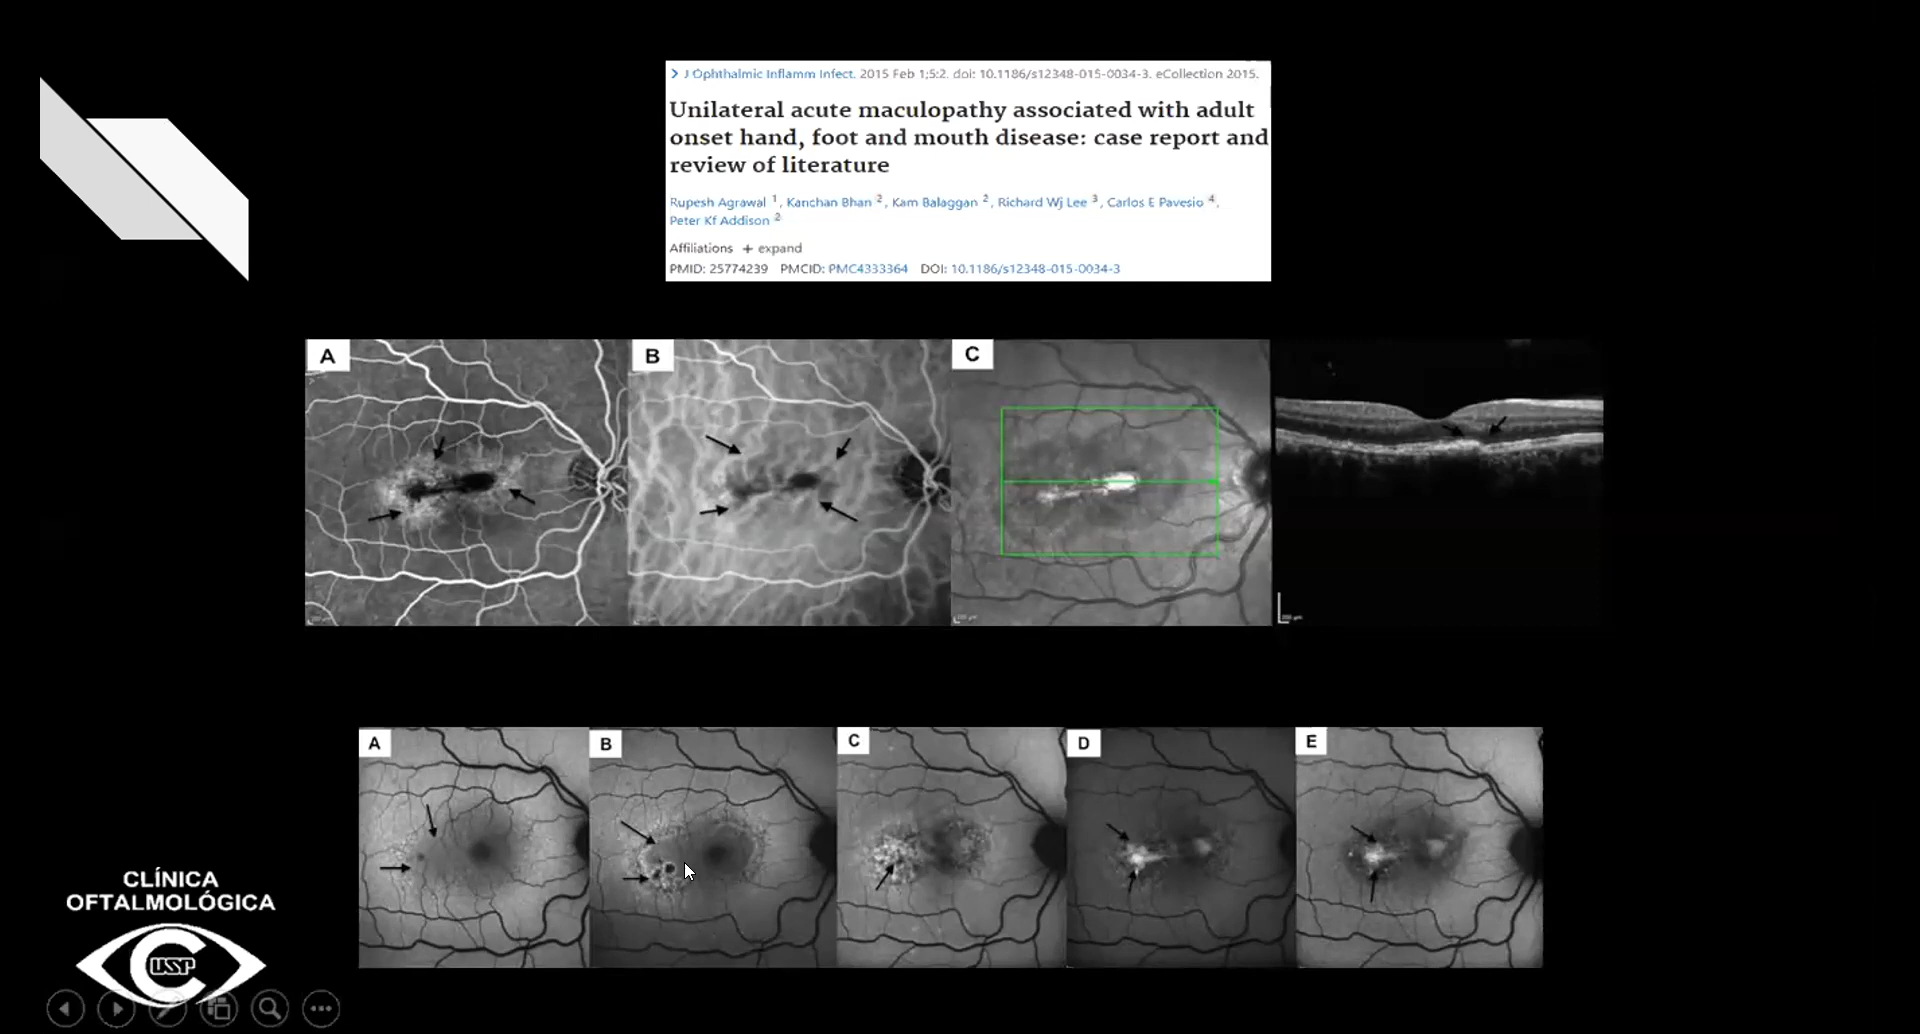 > J Ophthalmic Inflamm Infect. 2015 Feb 1;5:2. doi: 10.1186/s12348-015-0034-3. eCollection 2015.
Unilateral acute maculopathy associated with adult
onset hand, foot and mouth disease: case report and
review of literature
Rupesh Agrawal 1, Kanchan Bhan 2, Kam Balaggan 2, Richard Wj Lee 3, Carlos E Pavesio 4,
Peter Kf Addison 2
Affiliations + expand
PMID: 25774239 PMCID: PMC4333364 DOI: 10.1186/s12348-015-0034-3
A B C
A B C D E
CLÍNICA
OFTALMOLÓGICA
USP